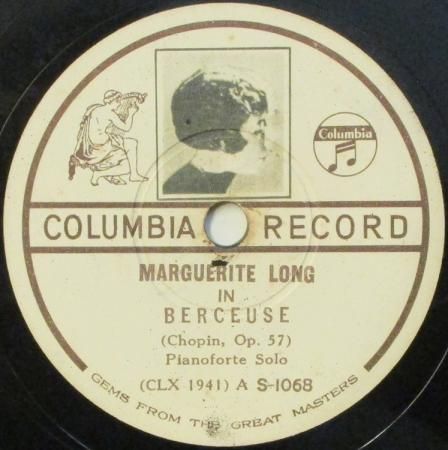 Columbia
COLUMBIA RECORD
MARGUERITE LONG
IN
BERCEUSE
(Chopin, Op. 57)
Pianoforte Solo
(CLX 1941) A S-1068
GEMS FROM THE GREAT MASTERS